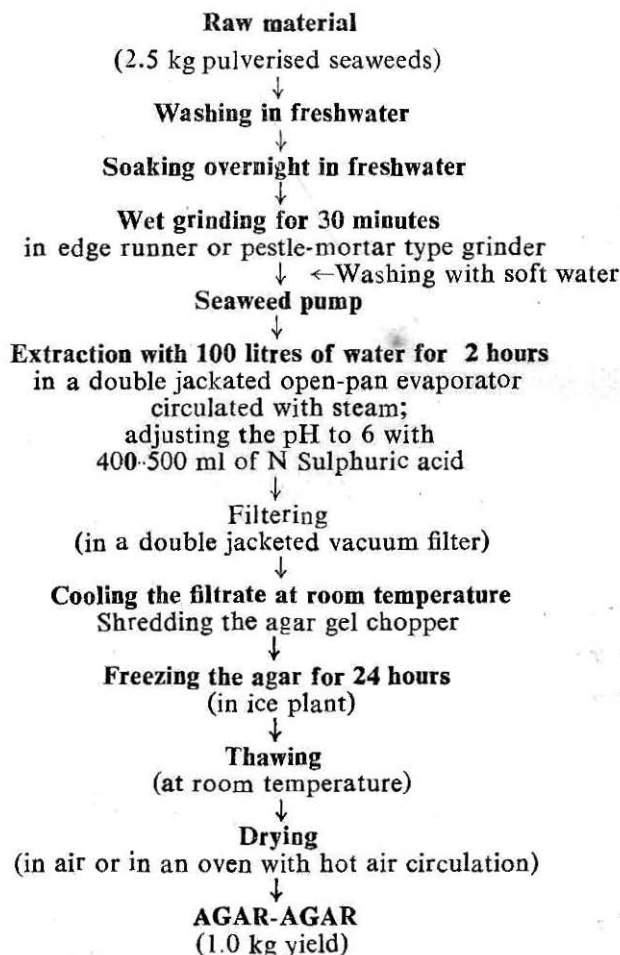 Raw material
(2.5 kg pulverised seaweeds)
↓
Washing in freshwater
↓
Soaking overnight in freshwater
↓
Wet grinding for 30 minutes
in edge runner or pestle-mortar type grinder
↓ ←Washing with soft water
Seaweed pump
↓
Extraction with 100 litres of water for 2 hours
in a double jackated open-pan evaporator
circulated with steam;
adjusting the pH to 6 with
400-500 ml of N Sulphuric acid
↓
Filtering
(in a double jacketed vacuum filter)
↓
Cooling the filtrate at room temperature
Shredding the agar gel chopper
↓
Freezing the agar for 24 hours
(in ice plant)
↓
Thawing
(at room temperature)
↓
Drying
(in air or in an oven with hot air circulation)
↓
AGAR-AGAR
(1.0 kg yield)